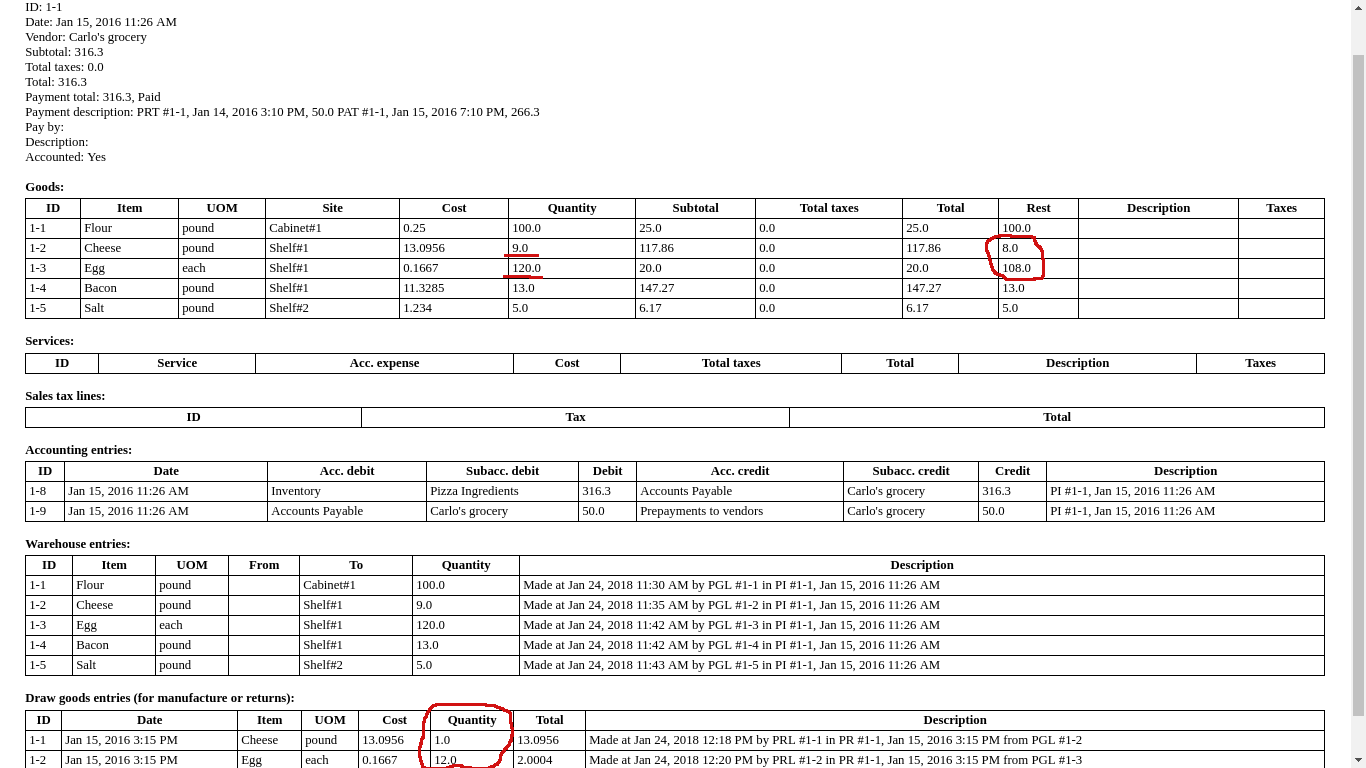 ID: 1-1
Date: Jan 15, 2016 11:26 AM
Vendor: Carlo's grocery
Subtotal: 316.3
Total taxes: 0.0
Total: 316.3
Payment total: 316.3, Paid
Payment description: PRT #1-1, Jan 14, 2016 3:10 PM, 50.0 PAT #1-1, Jan 15, 2016 7:10 PM, 266.3
Pay by:
Description:
Accounted: Yes
Goods:
ID Item UOM Site Cost Quantity Subtotal Total taxes Total Rest Description Taxes
1-1 Flour pound Cabinet#1 0.25 100.0 25.0 0.0 25.0 100.0
1-2 Cheese pound Shelf#1 13.0956 9.0 117.86 0.0 117.86 8.0
1-3 Egg each Shelf#1 0.1667 120.0 20.0 0.0 20.0 108.0
1-4 Bacon pound Shelf#1 11.3285 13.0 147.27 0.0 147.27 13.0
1-5 Salt pound Shelf#2 1.234 5.0 6.17 0.0 6.17 5.0
Services:
ID Service Acc. expense Cost Total taxes Total Description Taxes
Sales tax lines:
ID Tax Total
Accounting entries:
ID Date Acc. debit Subacc. debit Debit Acc. credit Subacc. credit Credit Description
1-8 Jan 15, 2016 11:26 AM Inventory Pizza Ingredients 316.3 Accounts Payable Carlo's grocery 316.3 PI #1-1, Jan 15, 2016 11:26 AM
1-9 Jan 15, 2016 11:26 AM Accounts Payable Carlo's grocery 50.0 Prepayments to vendors Carlo's grocery 50.0 PI #1-1, Jan 15, 2016 11:26 AM
Warehouse entries:
ID Item UOM From To Quantity Description
1-1 Flour pound Cabinet#1 100.0 Made at Jan 24, 2018 11:30 AM by PGL #1-1 in PI #1-1, Jan 15, 2016 11:26 AM
1-2 Cheese pound Shelf#1 9.0 Made at Jan 24, 2018 11:35 AM by PGL #1-2 in PI #1-1, Jan 15, 2016 11:26 AM
1-3 Egg each Shelf#1 120.0 Made at Jan 24, 2018 11:42 AM by PGL #1-3 in PI #1-1, Jan 15, 2016 11:26 AM
1-4 Bacon pound Shelf#1 13.0 Made at Jan 24, 2018 11:42 AM by PGL #1-4 in PI #1-1, Jan 15, 2016 11:26 AM
1-5 Salt pound Shelf#2 5.0 Made at Jan 24, 2018 11:43 AM by PGL #1-5 in PI #1-1, Jan 15, 2016 11:26 AM
Draw goods entries (for manufacture or returns):
ID Date Item UOM Cost Quantity Total Description
1-1 Jan 15, 2016 3:15 PM Cheese pound 13.0956 1.0 13.0956 Made at Jan 24, 2018 12:18 PM by PRL #1-1 in PR #1-1, Jan 15, 2016 3:15 PM from PGL #1-2
1-2 Jan 15, 2016 3:15 PM Egg each 0.1667 12.0 2.0004 Made at Jan 24, 2018 12:20 PM by PRL #1-2 in PR #1-1, Jan 15, 2016 3:15 PM from PGL #1-3